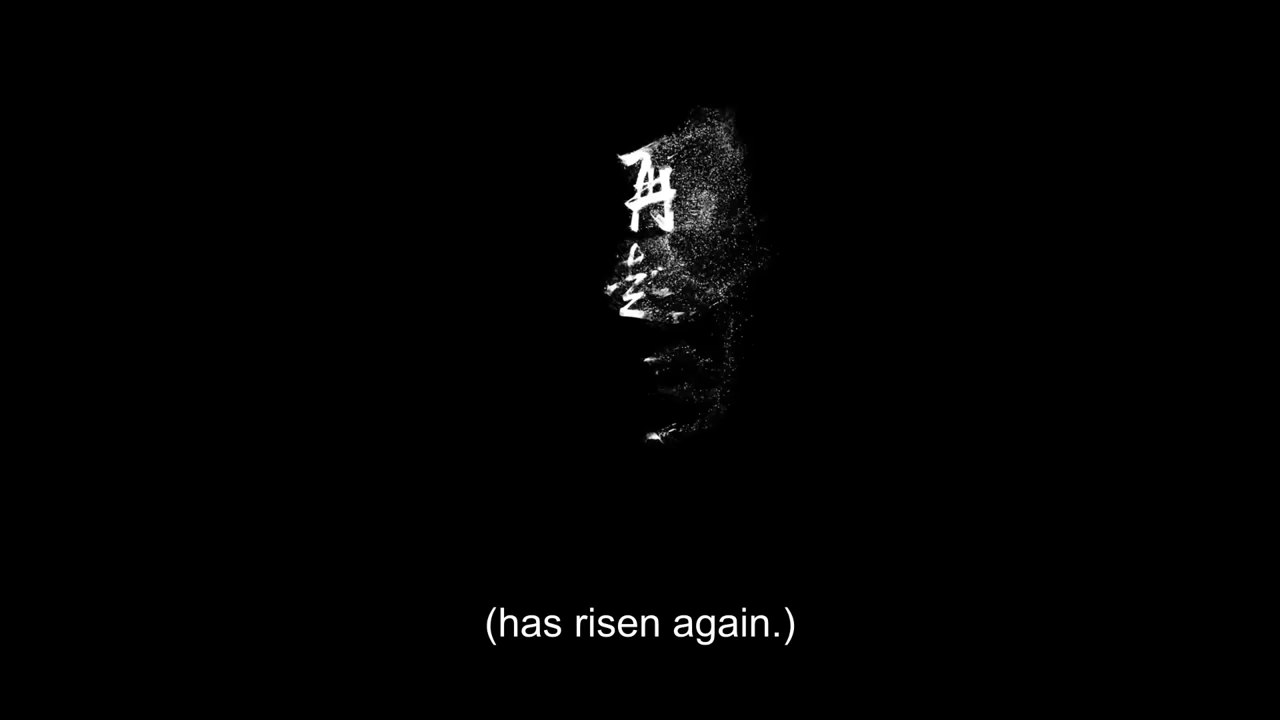 再起
(has risen again.)